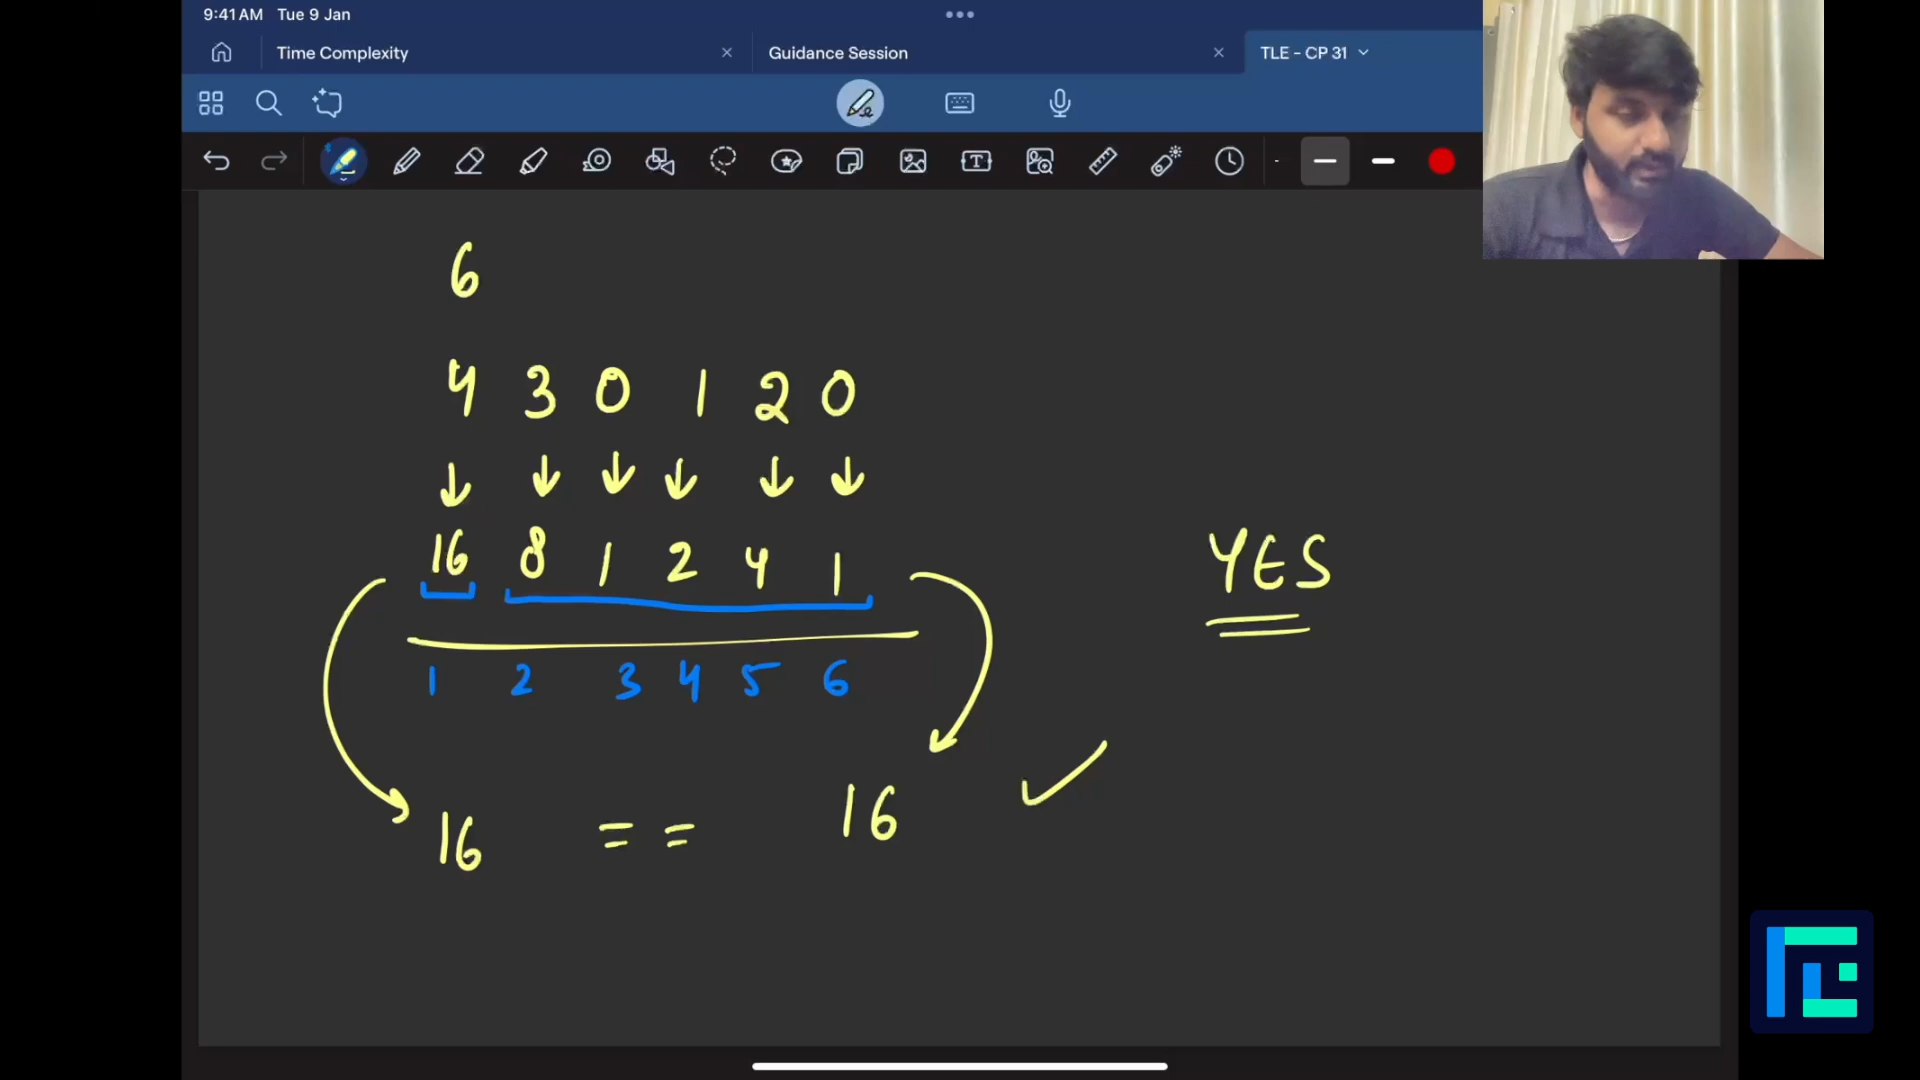 9:41 AM Tue 9 Jan
Time Complexity
Guidance Session
TLE - CP 31
6
4 3 0 1 2 0
16 8 1 2 4 1
1 2 3 4 5 6
YES
16 = = 16